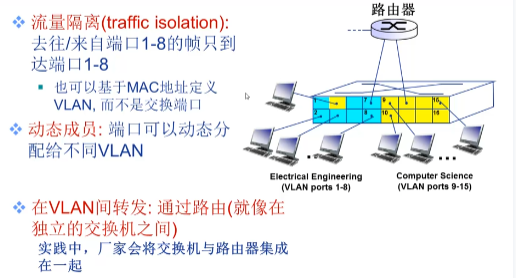 流量隔离(traffic isolation):
去往/来自端口1-8的帧只到
达端口1-8
也可以基于MAC地址定义
VLAN, 而不是交换端口
动态成员: 端口可以动态分
配给不同VLAN
在VLAN间转发: 通过路由(就像在
独立的交换机之间)
实践中，厂家会将交换机与路由器集成
在一起
路由器
1 7 9 15
2 8 10 16
...
...
Electrical Engineering
(VLAN ports 1-8)
Computer Science
(VLAN ports 9-15)